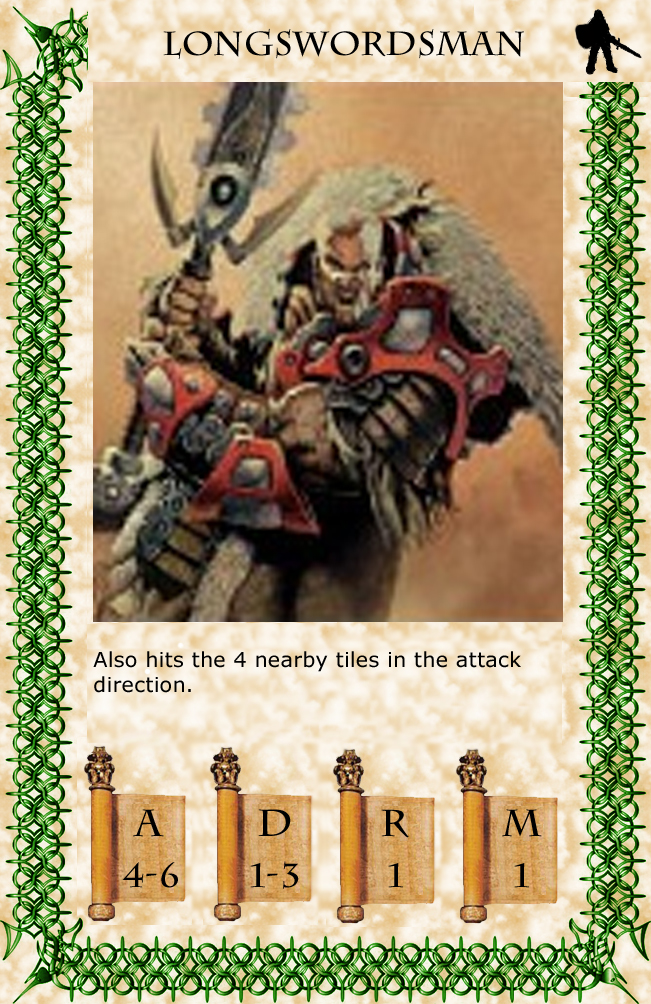 LONGSWORDSMAN
Also hits the 4 nearby tiles in the attack
direction.
A
4-6
D
1-3
R
1
M
1